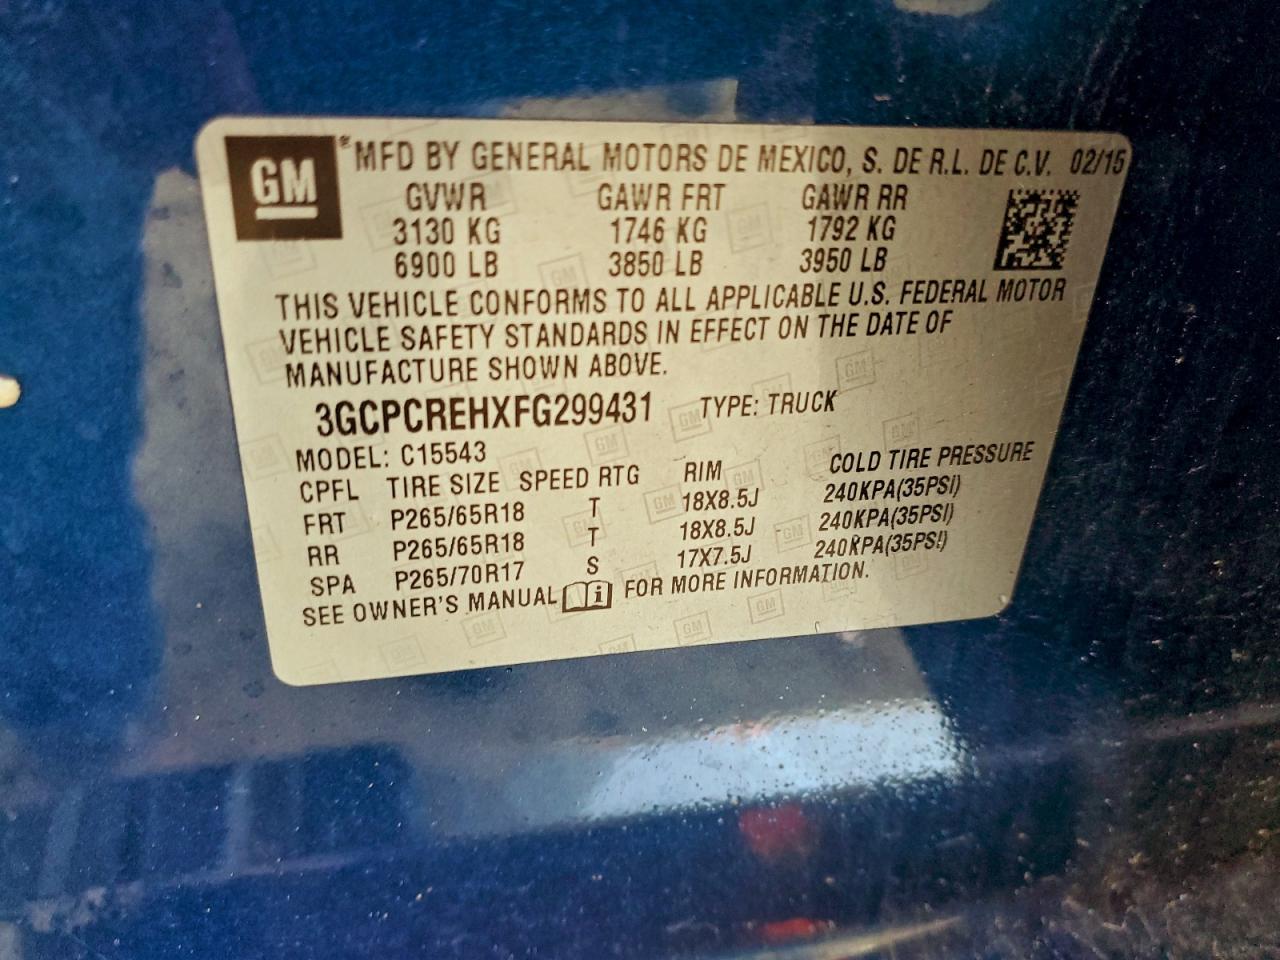 GM
® MFD BY GENERAL MOTORS DE MEXICO, S. DE R.L. DE C.V. 02/15
GVWR GAWR FRT GAWR RR
3130 KG 1746 KG 1792 KG
6900 LB 3850 LB 3950 LB
THIS VEHICLE CONFORMS TO ALL APPLICABLE U.S. FEDERAL MOTOR
VEHICLE SAFETY STANDARDS IN EFFECT ON THE DATE OF
MANUFACTURE SHOWN ABOVE.
3GCPCREHXFG299431 TYPE: TRUCK
MODEL: C15543
CPFL TIRE SIZE SPEED RTG RIM COLD TIRE PRESSURE
FRT P265/65R18 T 18X8.5J 240KPA(35PSI)
RR P265/65R18 T 18X8.5J 240KPA(35PSI)
SPA P265/70R17 S 17X7.5J 240KPA(35PSI)
SEE OWNER'S MANUAL i FOR MORE INFORMATION.